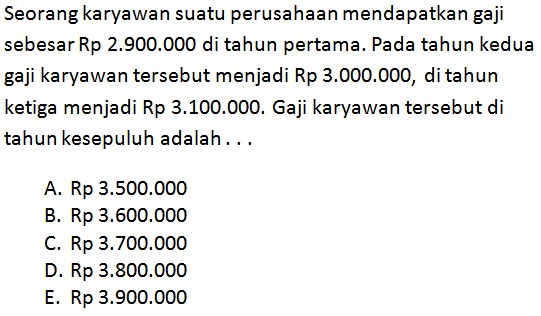 Seorang karyawan suatu perusahaan mendapatkan gaji
sebesar Rp 2.900.000 di tahun pertama. Pada tahun kedua
gaji karyawan tersebut menjadi Rp 3.000.000, di tahun
ketiga menjadi Rp 3.100.000. Gaji karyawan tersebut di
tahun kesepuluh adalah . . .
A. Rp 3.500.000
B. Rp 3.600.000
C. Rp 3.700.000
D. Rp 3.800.000
E. Rp 3.900.000